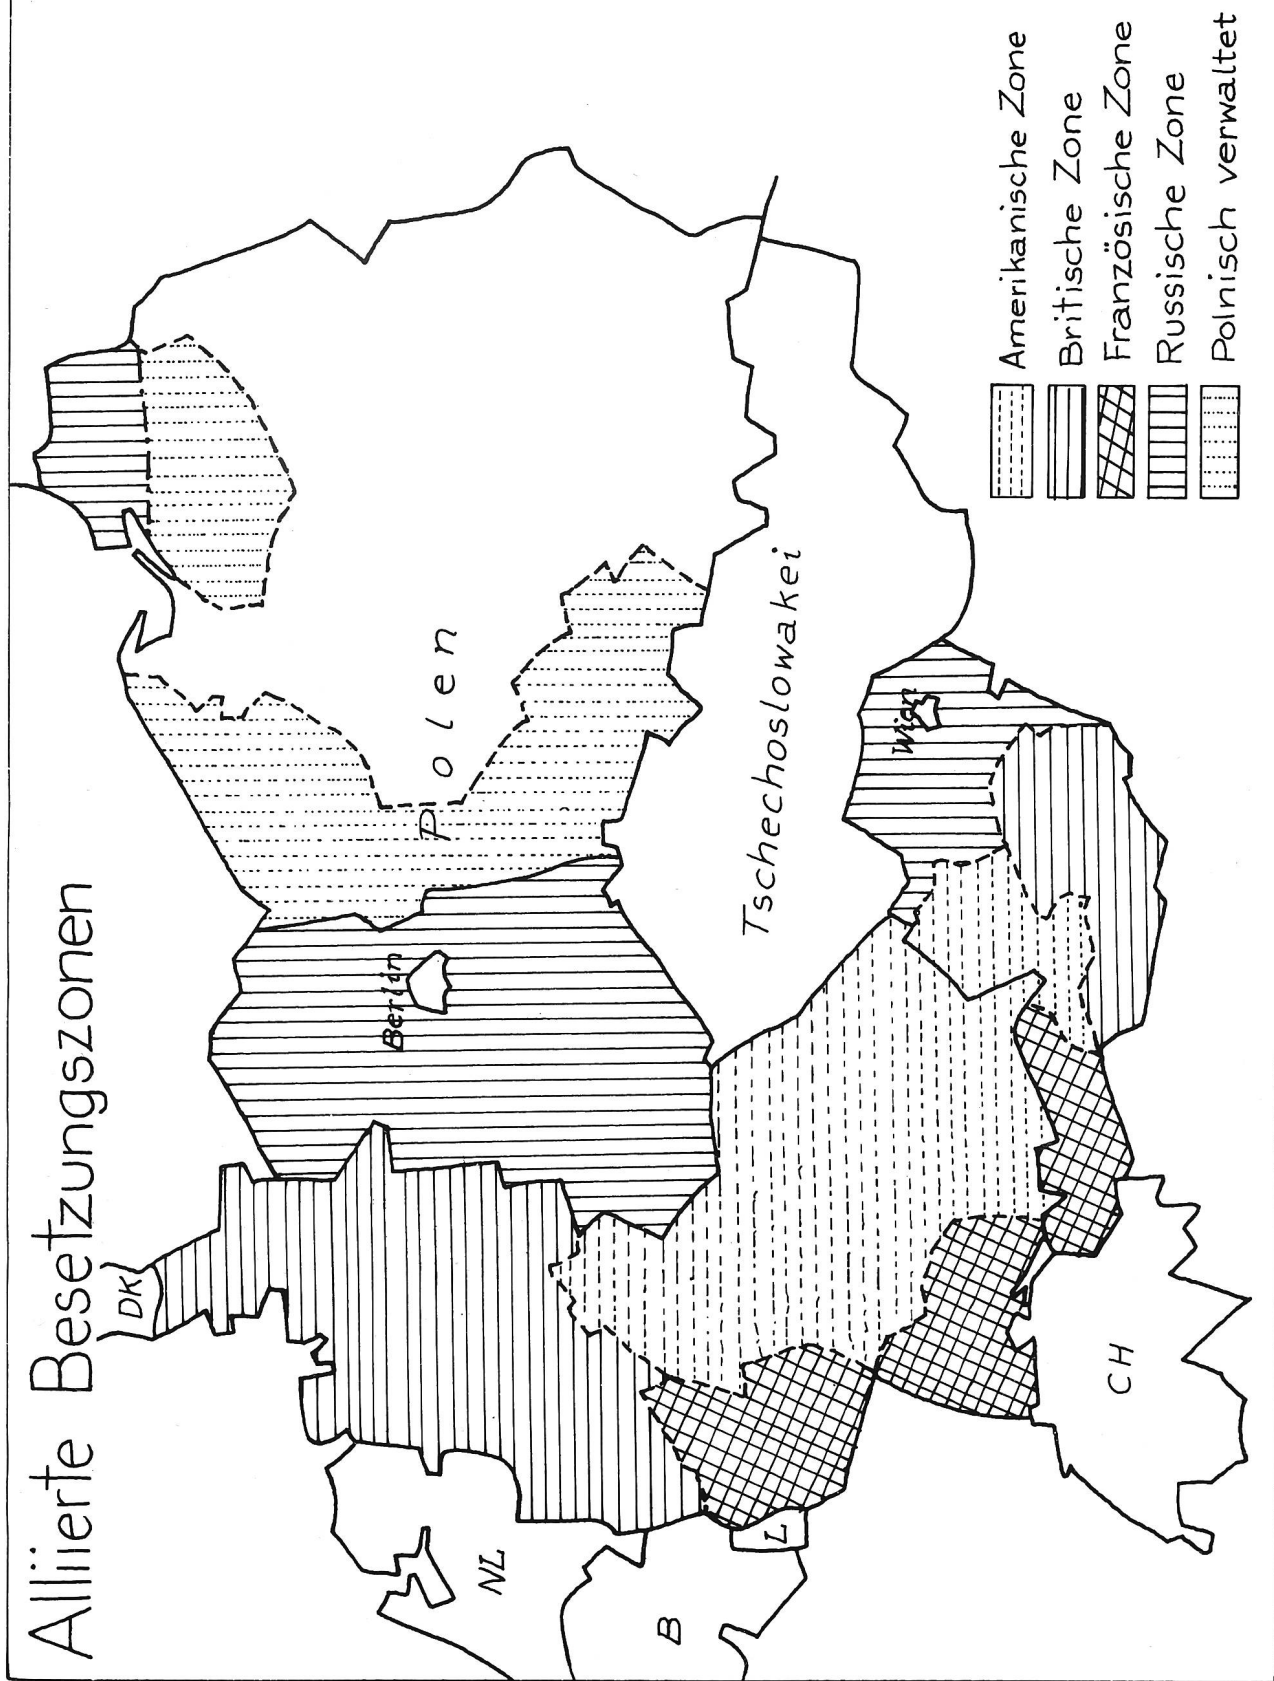 Alliierte Besetzungszonen
DK
NL
B
L
CH
Berlin
Polen
Tschechoslowakei
Wien
Amerikanische Zone
Britische Zone
Französische Zone
Russische Zone
Polnisch verwaltet